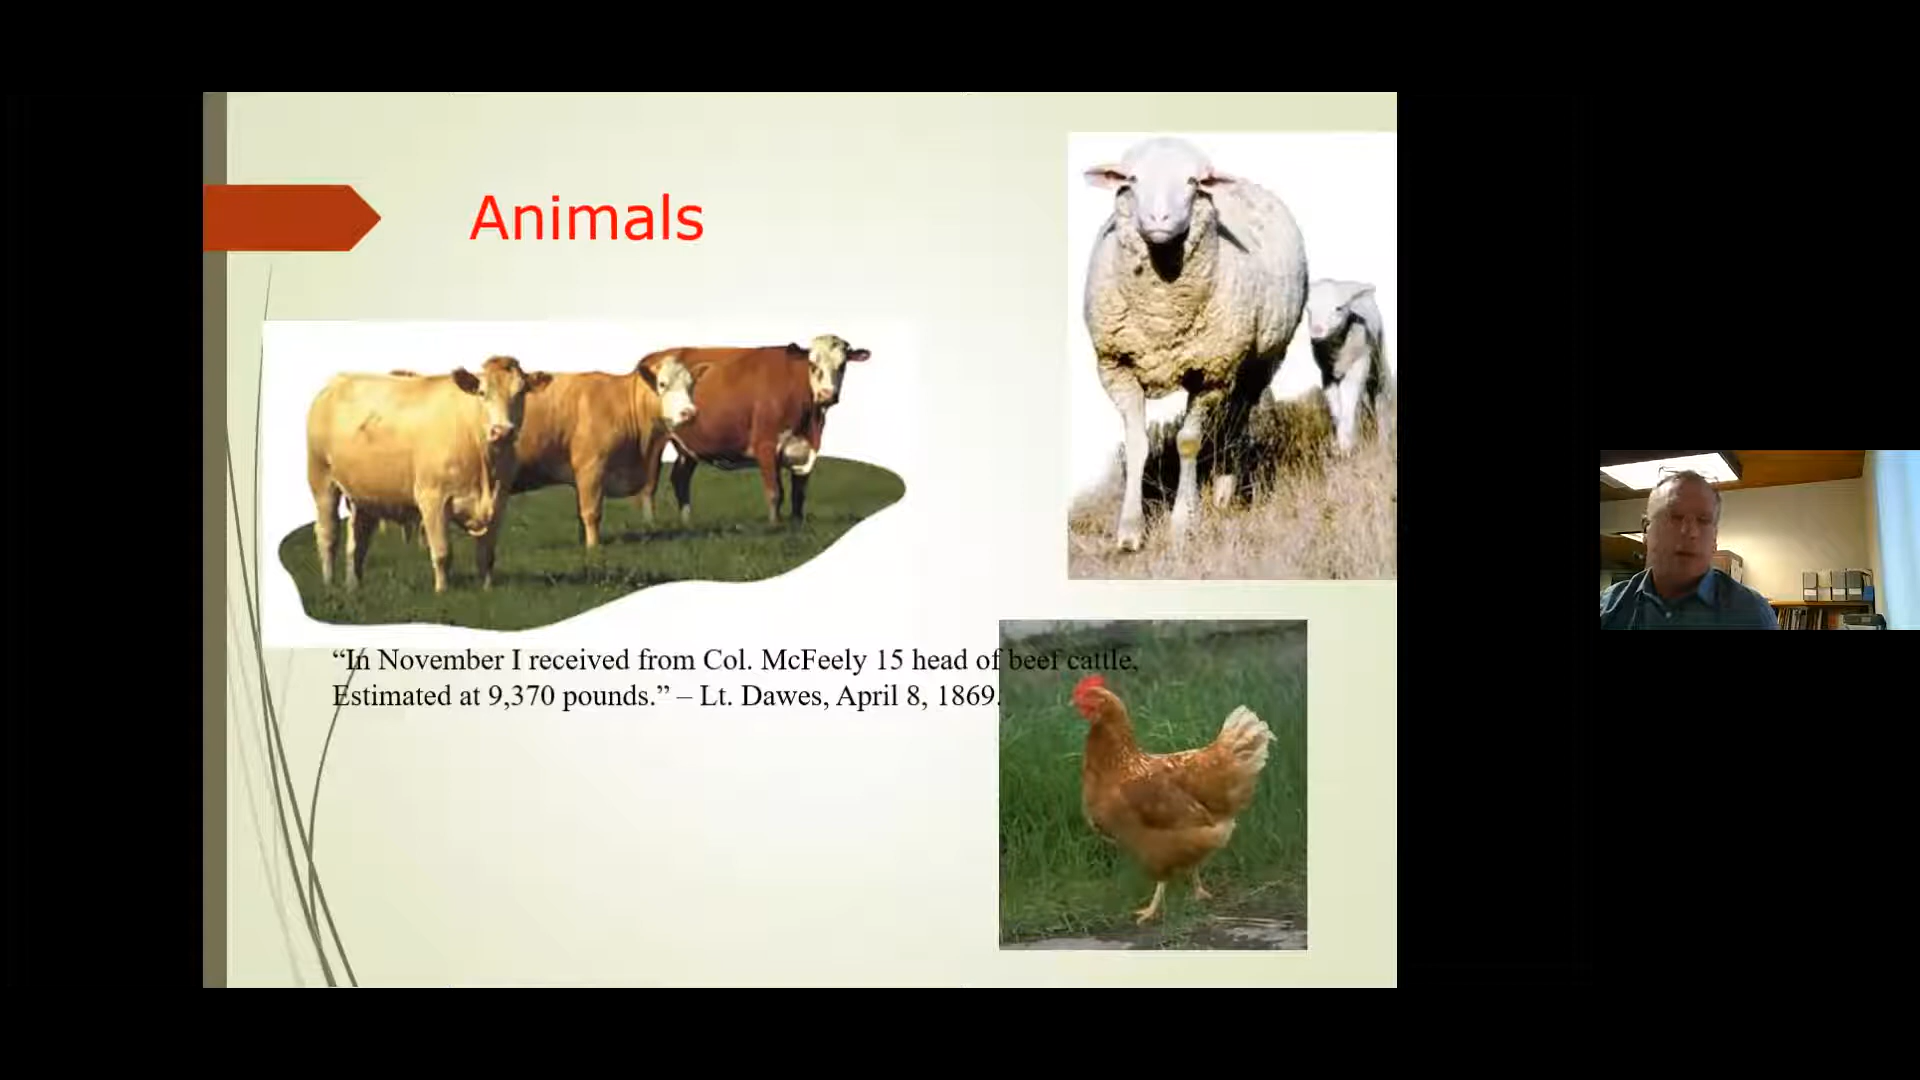 Animals
“In November I received from Col. McFeely 15 head of beef cattle,
Estimated at 9,370 pounds.” – Lt. Dawes, April 8, 1869.